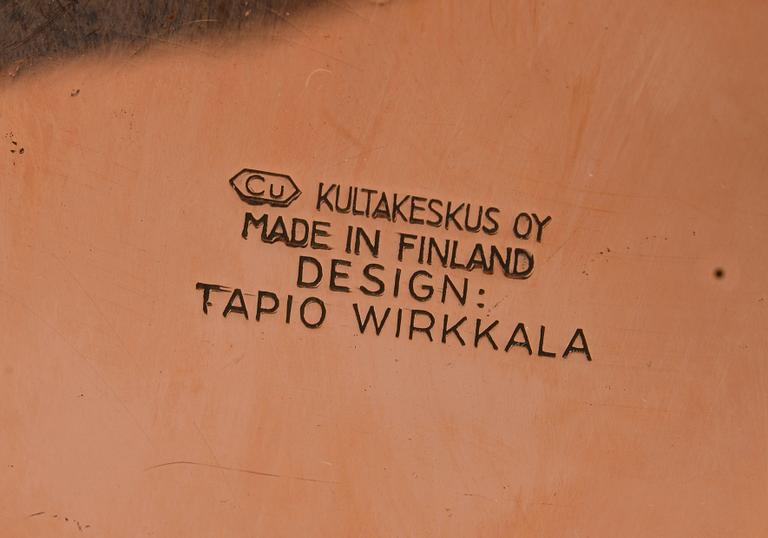 Cu KULTAKESKUS OY
MADE IN FINLAND
DESIGN:
TAPIO WIRKKALA